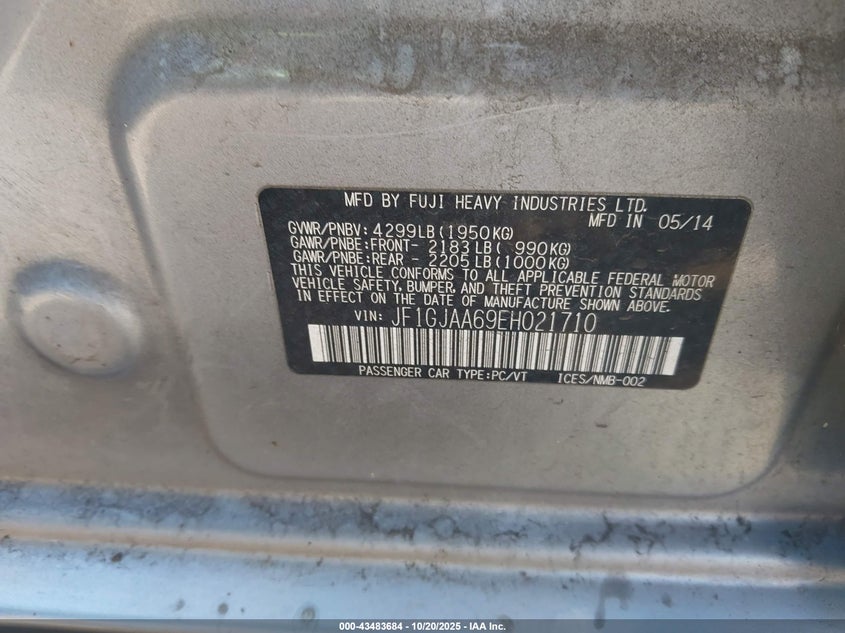 MFD BY FUJI HEAVY INDUSTRIES LTD.
MFD IN 05/14
GVWR/PNBV: 4299LB(1950KG)
GAWR/PNBE:FRONT- 2183LB( 990KG)
GAWR/PNBE:REAR - 2205LB(1000KG)
THIS VEHICLE CONFORMS TO ALL APPLICABLE FEDERAL MOTOR
VEHICLE SAFETY, BUMPER, AND THEFT PREVENTION STANDARDS
IN EFFECT ON THE DATE OF MANUFACTURE SHOWN ABOVE.
VIN: JF1GJAA69EH021710
PASSENGER CAR TYPE:PC/VT ICES/NMB-002
000-43483684 | 10/20/2025 - IAA Inc.